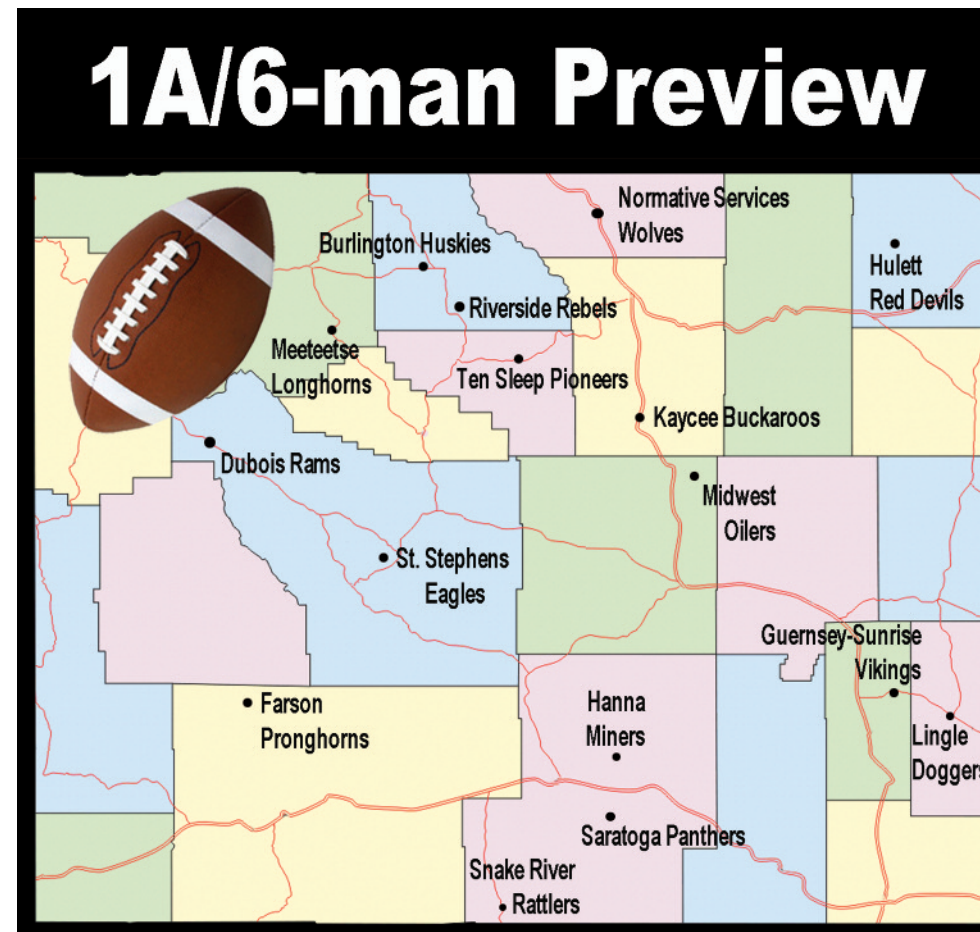 1A/6-man Preview
Normative Services
Wolves
Burlington Huskies
Hulett
Red Devils
Riverside Rebels
Meeteetse
Longhorns
Ten Sleep Pioneers
Kaycee Buckaroos
Dubois Rams
Midwest
Oilers
St. Stephens
Eagles
Guernsey-Sunrise
Vikings
Farson
Pronghorns
Hanna
Miners
Lingle
Doggers
Saratoga Panthers
Snake River
Rattlers